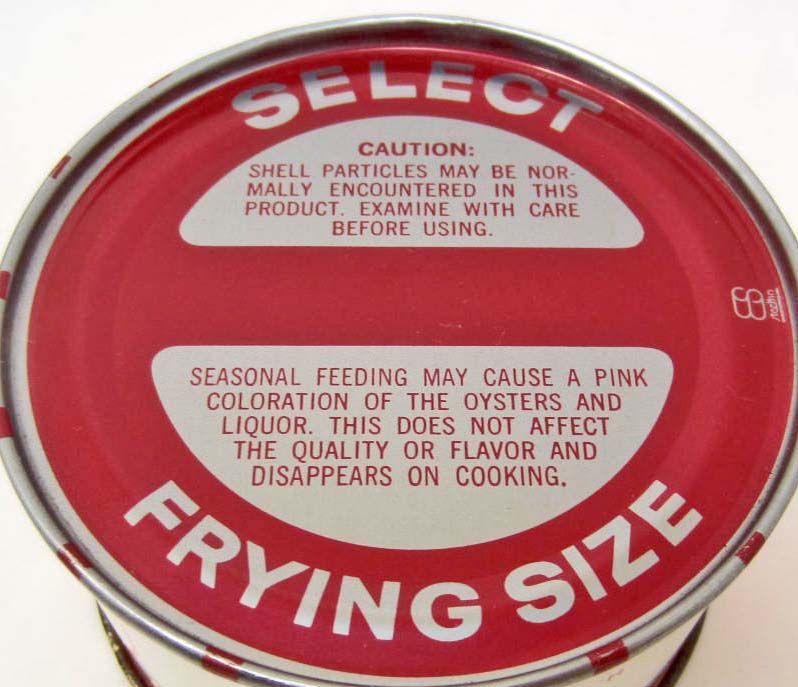 SELECT
CAUTION:
SHELL PARTICLES MAY BE NOR-
MALLY ENCOUNTERED IN THIS
PRODUCT. EXAMINE WITH CARE
BEFORE USING.
SEASONAL FEEDING MAY CAUSE A PINK
COLORATION OF THE OYSTERS AND
LIQUOR. THIS DOES NOT AFFECT
THE QUALITY OR FLAVOR AND
DISAPPEARS ON COOKING.
FRYING SIZE